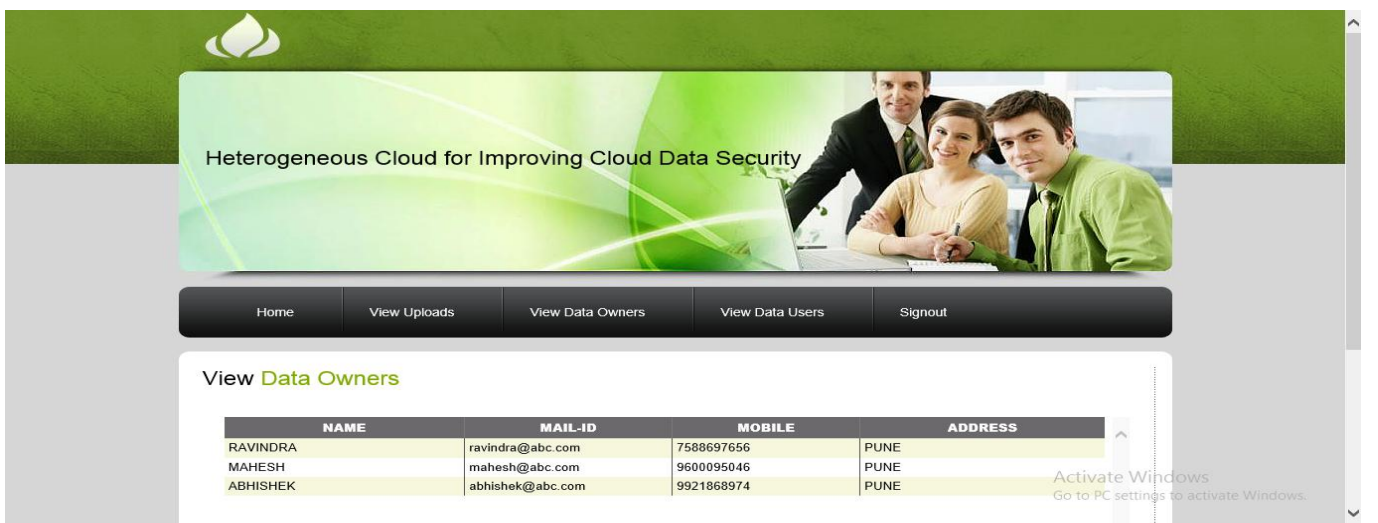 Heterogeneous Cloud for Improving Cloud Data Security
Home View Uploads View Data Owners View Data Users Signout
View Data Owners
NAME MAIL-ID MOBILE ADDRESS
RAVINDRA ravindra@abc.com 7588697656 PUNE
MAHESH mahesh@abc.com 9600095046 PUNE
ABHISHEK abhishek@abc.com 9921868974 PUNE
Activate Windows
Go to PC settings to activate Windows.